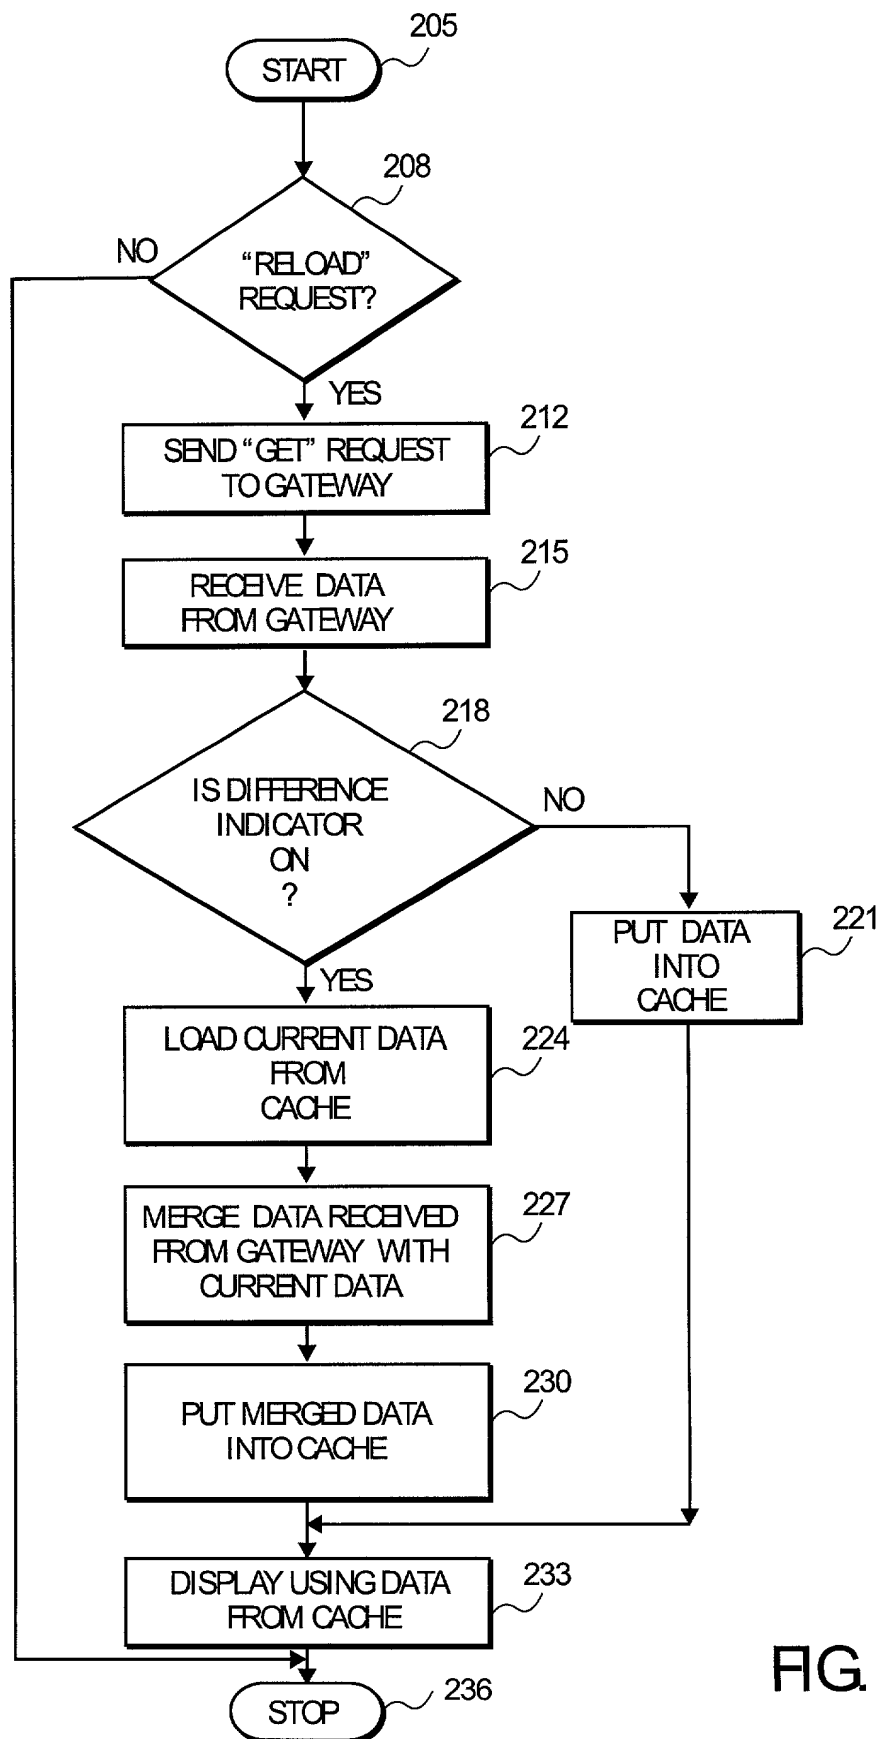 205
START
208
NO
“RELOAD”
REQUEST?
YES
212
SEND “GET” REQUEST
TO GATEWAY
215
RECEIVE DATA
FROM GATEWAY
218
IS DIFFERENCE
INDICATOR
ON
?
NO
YES
221
PUT DATA
INTO
CACHE
224
LOAD CURRENT DATA
FROM
CACHE
227
MERGE DATA RECEIVED
FROM GATEWAY WITH
CURRENT DATA
230
PUT MERGED DATA
INTO CACHE
233
DISPLAY USING DATA
FROM CACHE
FIG.
236
STOP